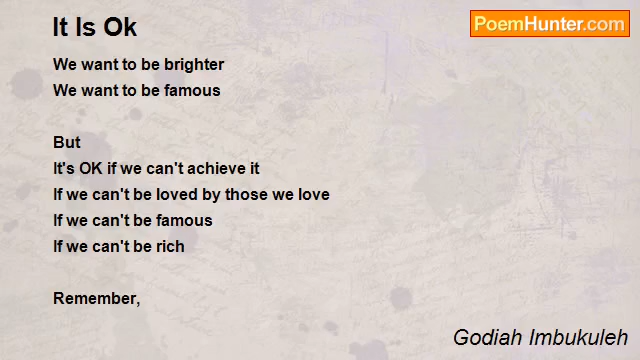 It Is Ok
PoemHunter.com
We want to be brighter
We want to be famous
But
It's OK if we can't achieve it
If we can't be loved by those we love
If we can't be famous
If we can't be rich
Remember,
Godiah Imbukuleh